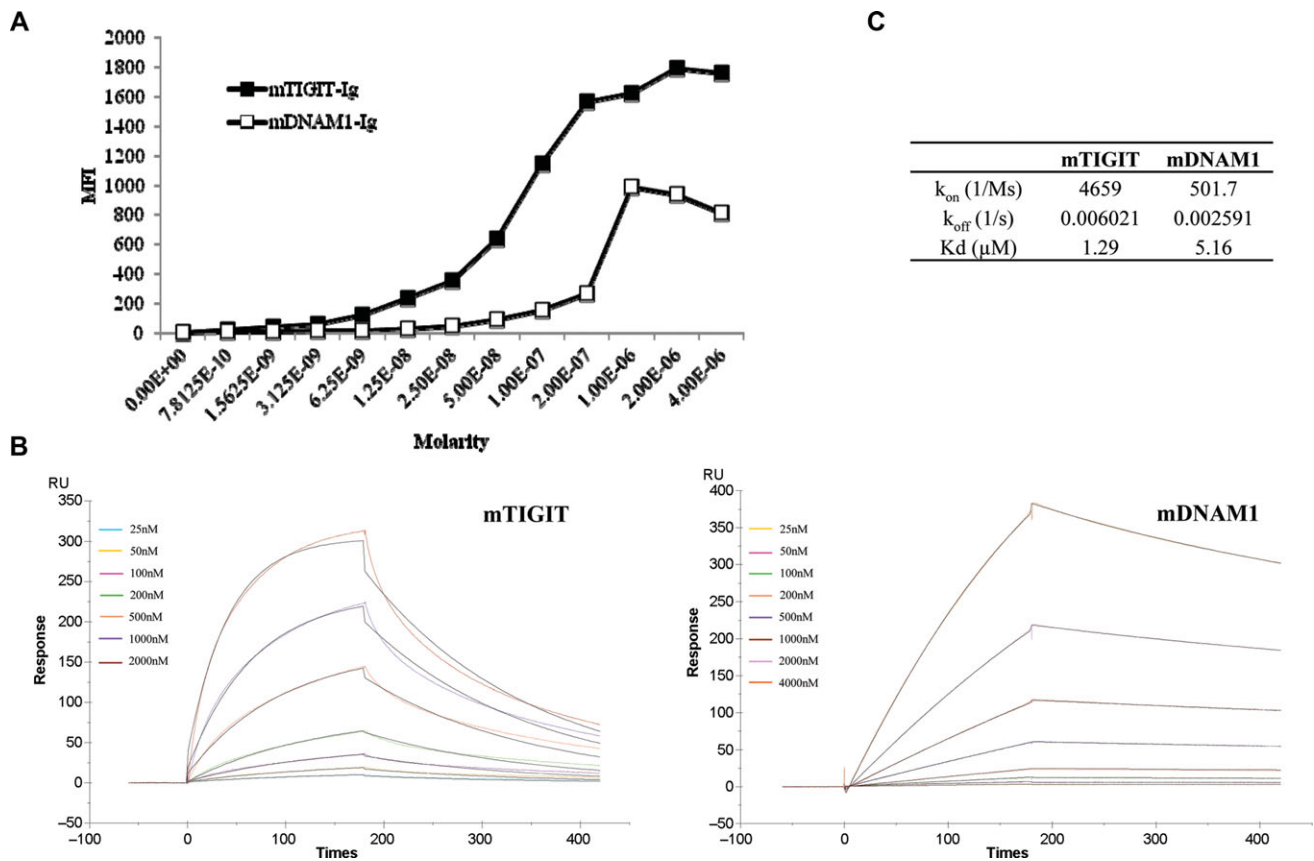 A
2000
1800
1600
1400
1200
1000
800
600
400
200
0
MFI
mTIGIT-Ig
mDNAM1-Ig
0.00E+00
7.8125E-10
1.5625E-09
3.125E-09
6.25E-09
1.25E-08
2.50E-08
5.00E-08
1.00E-07
2.00E-07
1.00E-06
2.00E-06
4.00E-06
Molarity
C
mTIGIT mDNAM1
kon (1/Ms) 4659 501.7
koff (1/s) 0.006021 0.002591
Kd (µM) 1.29 5.16
B
RU
mTIGIT
350
300
250
200
150
100
50
0
−50
Response
25nM
50nM
100nM
200nM
500nM
1000nM
2000nM
−100 0 100 200 300 400
Times
RU
mDNAM1
400
350
300
250
200
150
100
50
0
−50
Response
25nM
50nM
100nM
200nM
500nM
1000nM
2000nM
4000nM
−100 0 100 200 300 400
Times